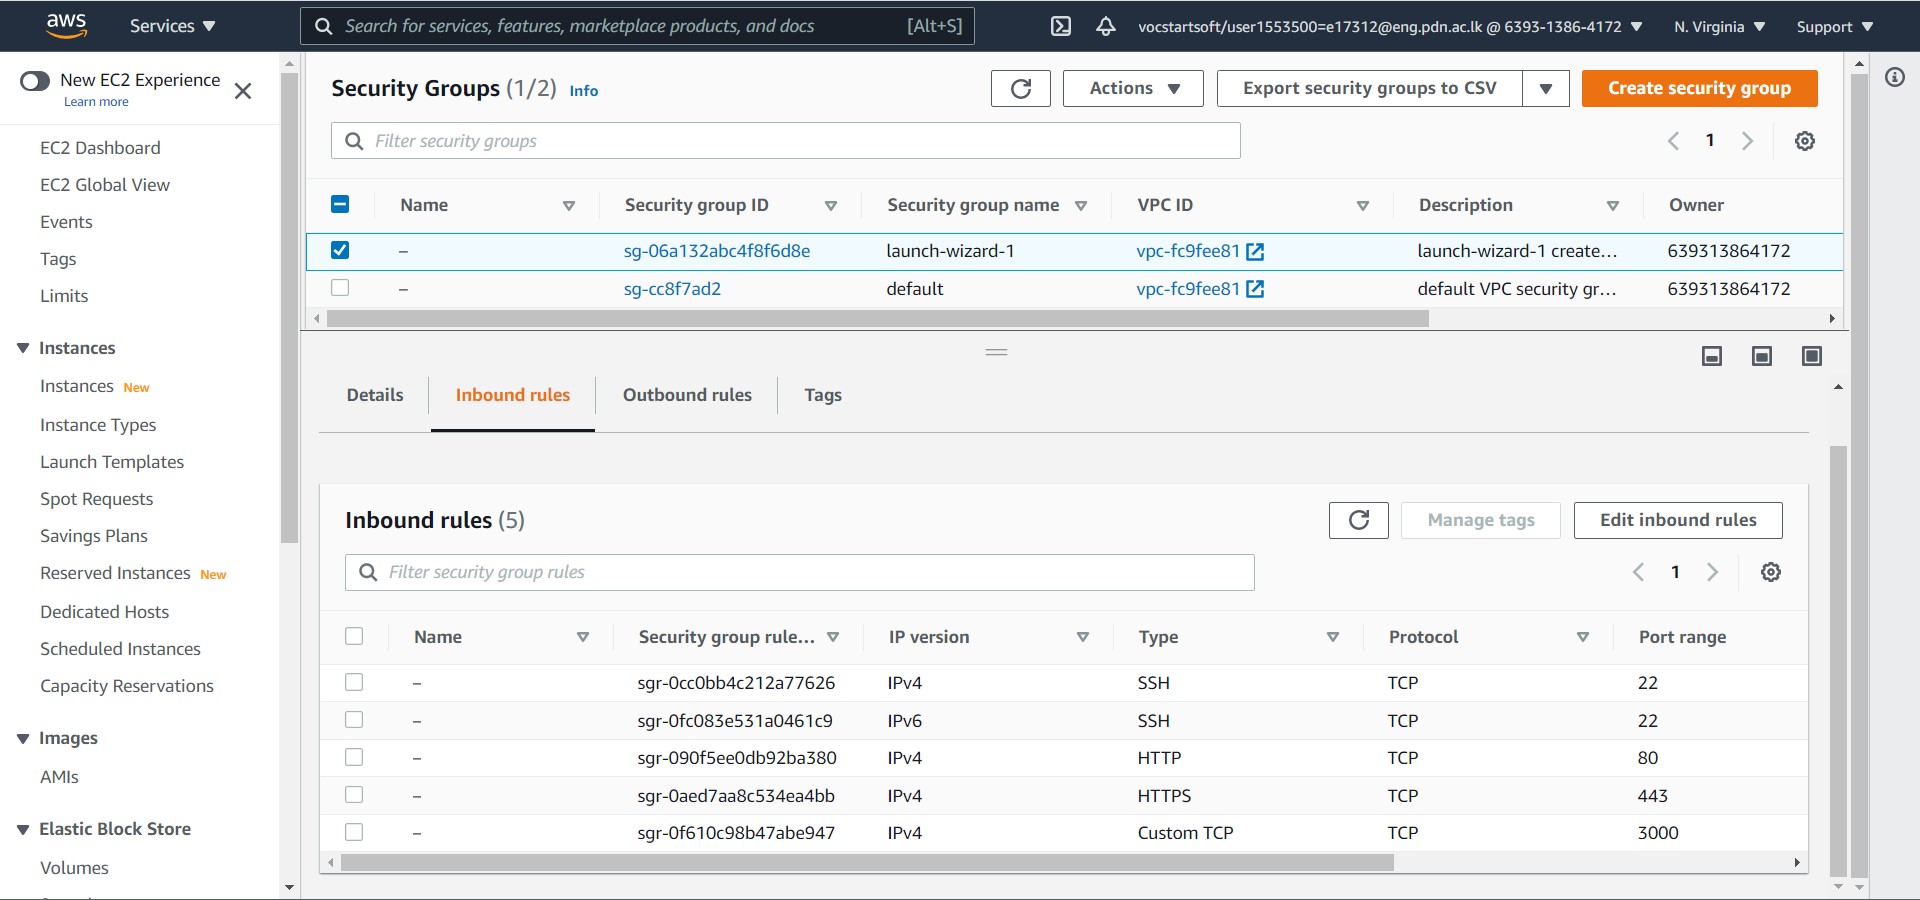 aws
Services
Search for services, features, marketplace products, and docs [Alt+S]
vocstartsoft/user1553500=e17312@eng.pdn.ac.lk @ 6393-1386-4172
N. Virginia
Support
New EC2 Experience
Learn more
EC2 Dashboard
EC2 Global View
Events
Tags
Limits
Instances
Instances New
Instance Types
Launch Templates
Spot Requests
Savings Plans
Reserved Instances New
Dedicated Hosts
Scheduled Instances
Capacity Reservations
Images
AMIs
Elastic Block Store
Volumes
Security Groups (1/2) Info
Actions
Export security groups to CSV
Create security group
Filter security groups
1
Name Security group ID Security group name VPC ID Description Owner
– sg-06a132abc4f8f6d8e launch-wizard-1 vpc-fc9fee81 launch-wizard-1 create... 639313864172
– sg-cc8f7ad2 default vpc-fc9fee81 default VPC security gr... 639313864172
Details Inbound rules Outbound rules Tags
Inbound rules (5)
Manage tags
Edit inbound rules
Filter security group rules
1
Name Security group rule... IP version Type Protocol Port range
– sgr-0cc0bb4c212a77626 IPv4 SSH TCP 22
– sgr-0fc083e531a0461c9 IPv6 SSH TCP 22
– sgr-090f5ee0db92ba380 IPv4 HTTP TCP 80
– sgr-0aed7aa8c534ea4bb IPv4 HTTPS TCP 443
– sgr-0f610c98b47abe947 IPv4 Custom TCP TCP 3000